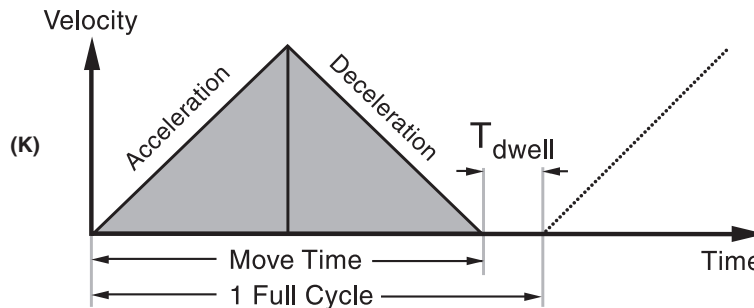 Velocity
(K)
Acceleration
Deceleration
T dwell
Time
Move Time
1 Full Cycle